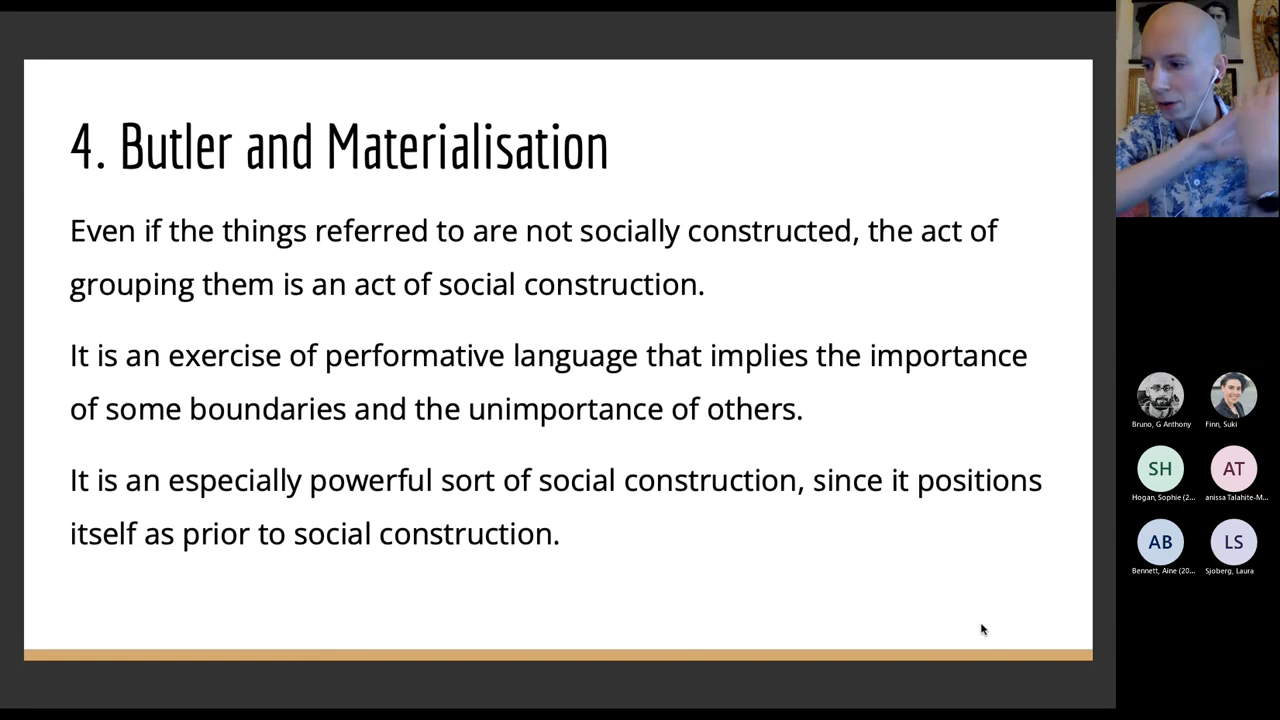 4. Butler and Materialisation
Even if the things referred to are not socially constructed, the act of
grouping them is an act of social construction.
It is an exercise of performative language that implies the importance
of some boundaries and the unimportance of others.
It is an especially powerful sort of social construction, since it positions
itself as prior to social construction.
Bruno, G Anthony
Finn, Suki
SH
AT
Hogan, Sophie (2...
anissa Talahite-M...
AB
LS
Bennett, Aine (20...
Sjoberg, Laura